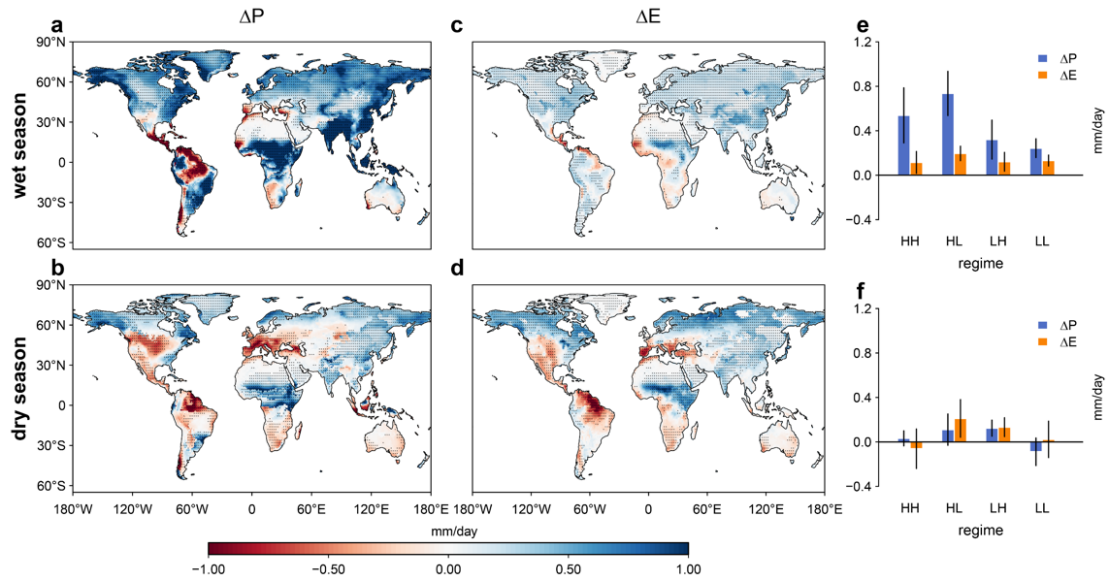 ΔP
ΔE
a
c
e
wet season
90°N
60°N
30°N
0
30°S
60°S
1.2
0.8
0.4
0.0
−0.4
mm/day
ΔP
ΔE
HH HL LH LL
regime
b
d
f
dry season
90°N
60°N
30°N
0
30°S
60°S
180°W 120°W 60°W 0 60°E 120°E 180°E
180°W 120°W 60°W 0 60°E 120°E 180°E
1.2
0.8
0.4
0.0
−0.4
mm/day
ΔP
ΔE
HH HL LH LL
regime
mm/day
−1.00 −0.50 0.00 0.50 1.00